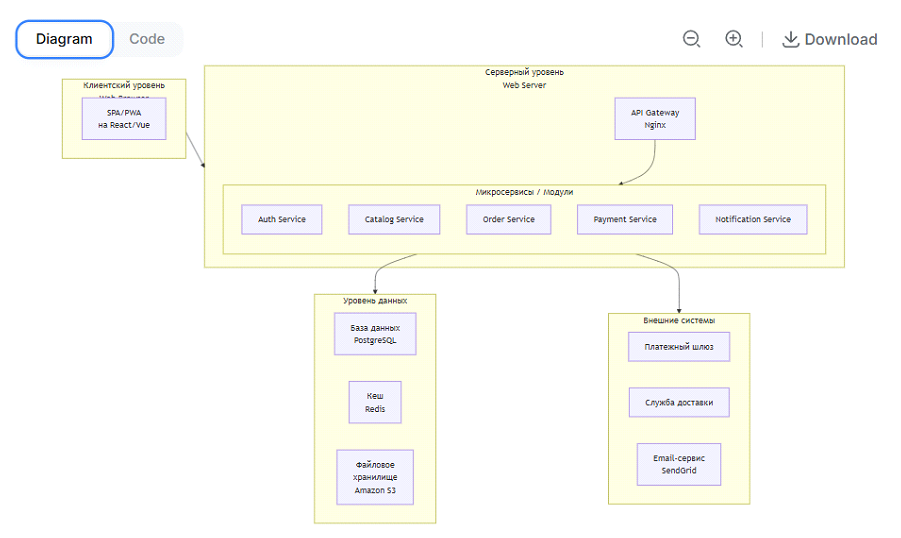 Diagram
Code
Download
Клиентский уровень
Web Browser
SPA/PWA
на React/Vue
Серверный уровень
Web Server
API Gateway
Nginx
Микросервисы / Модули
Auth Service
Catalog Service
Order Service
Payment Service
Notification Service
Уровень данных
База данных
PostgreSQL
Кеш
Redis
Файловое
хранилище
Amazon S3
Внешние системы
Платежный шлюз
Служба доставки
Email-сервис
SendGrid